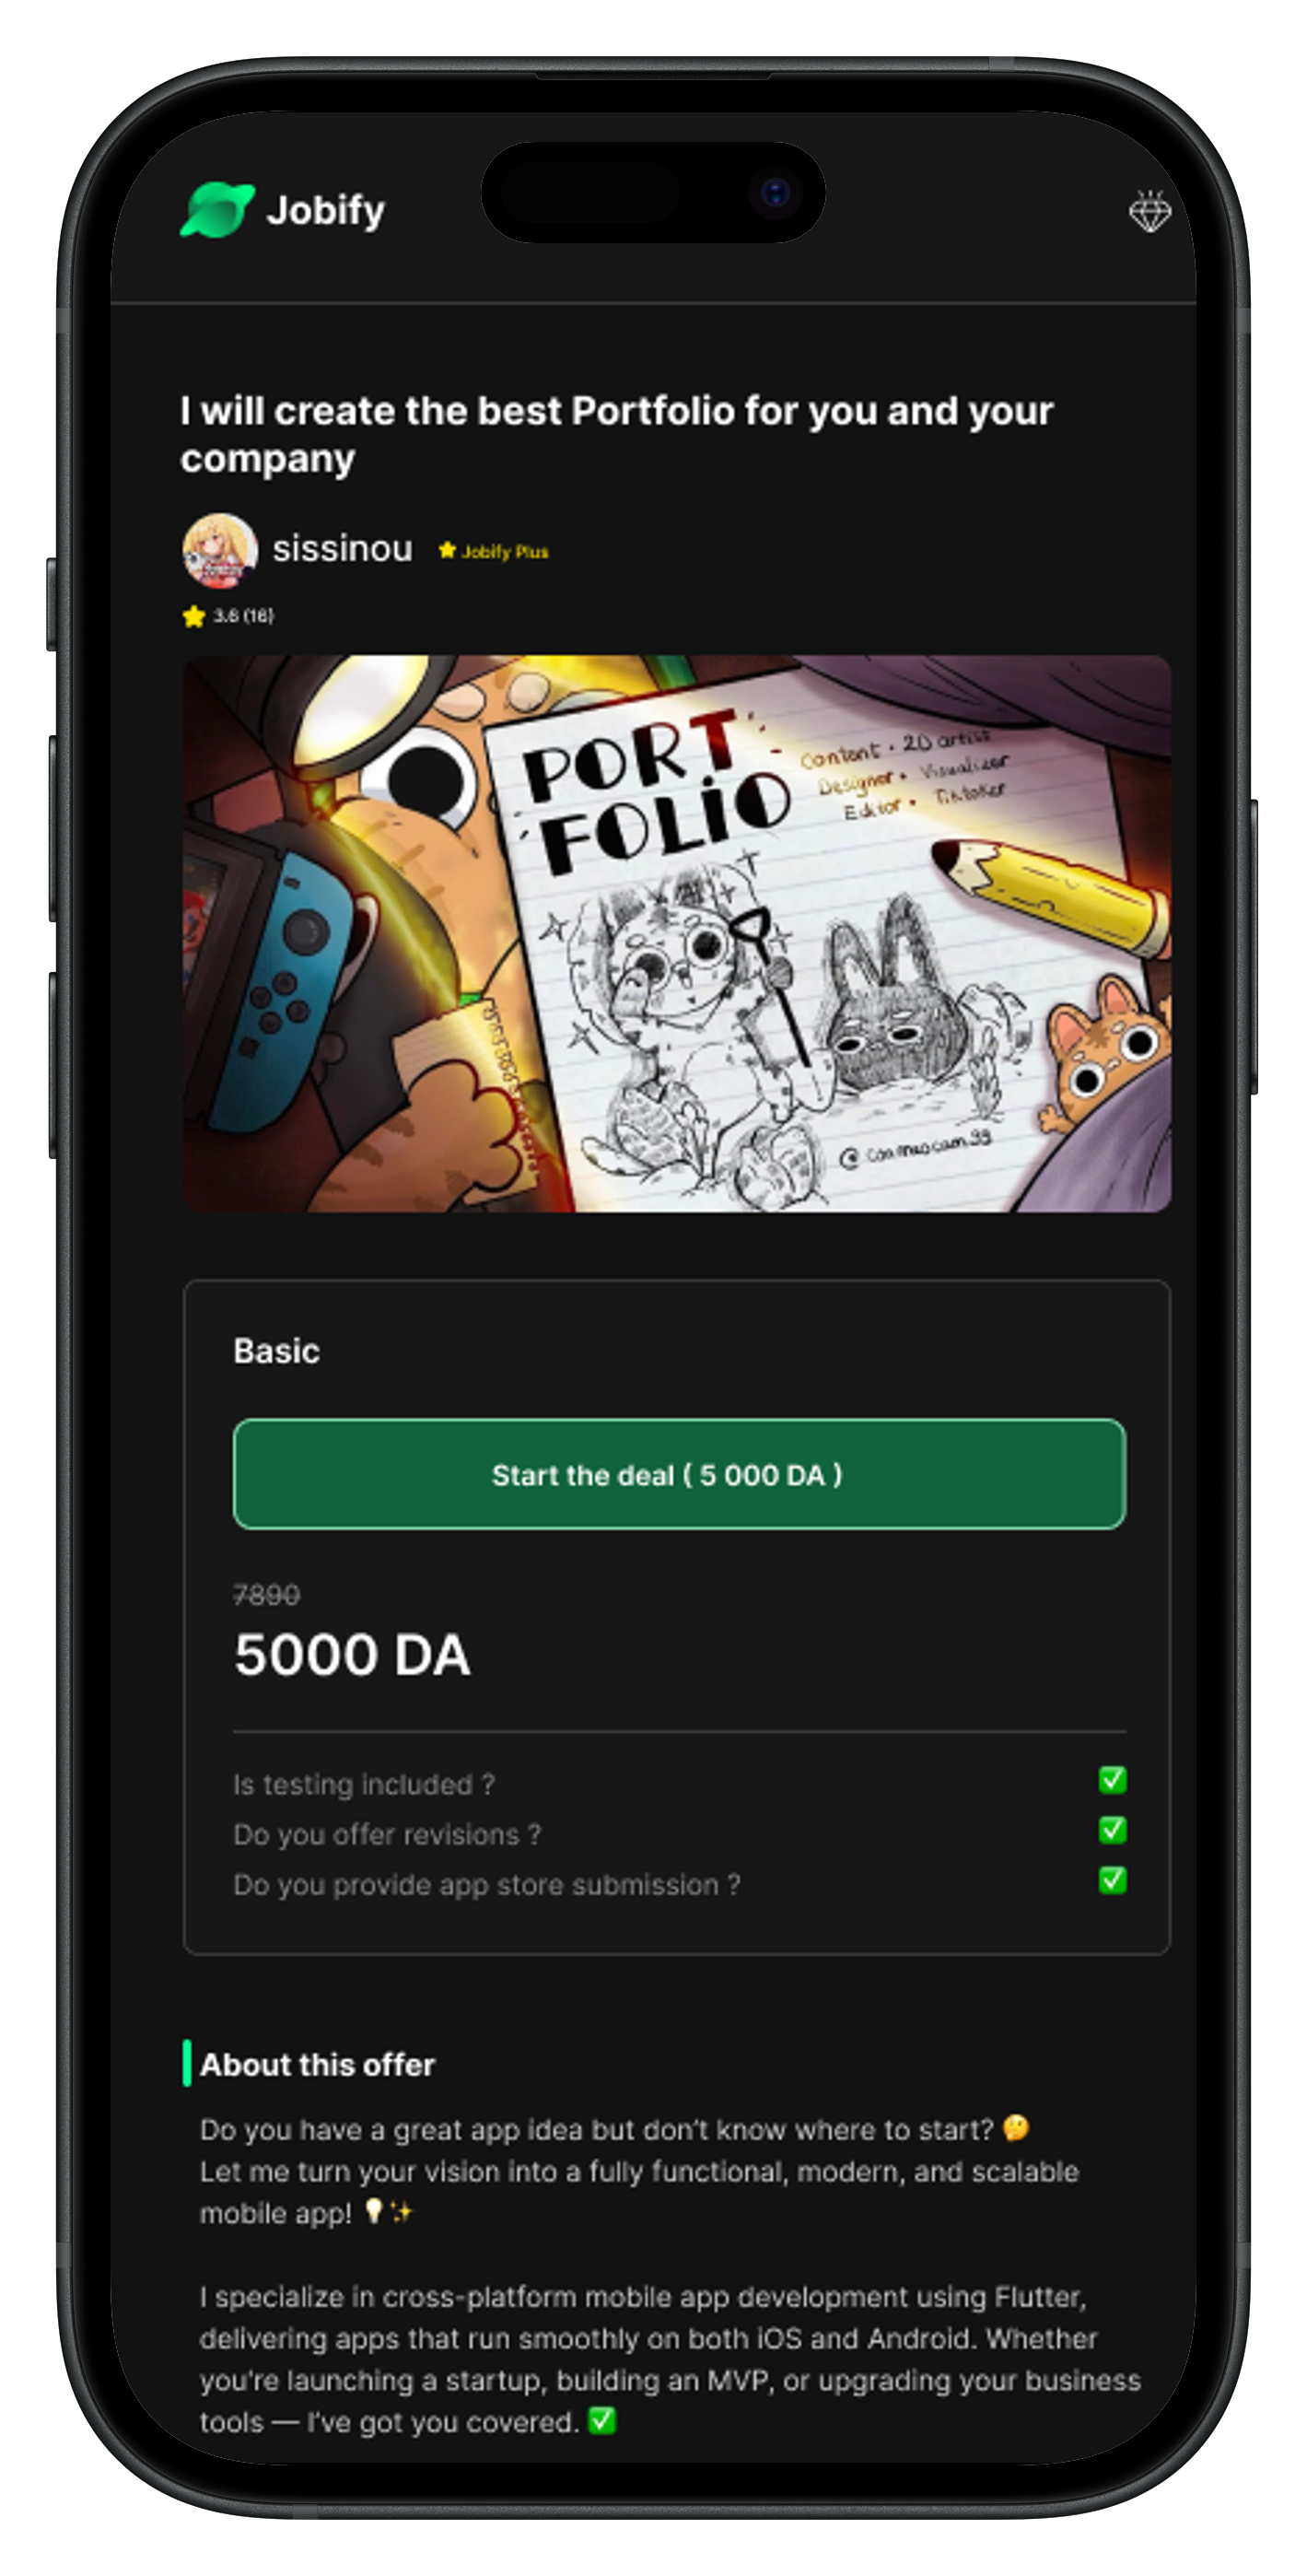 Jobify
I will create the best Portfolio for you and your
company
sissinou
Jobify Plus
3.6 (16)
PORT
FOLiO
Content • 2D artist
Designer • Visualizer
Editor • Tiktoker
Basic
Start the deal ( 5 000 DA )
7890
5000 DA
Is testing included ? ✅
Do you offer revisions ? ✅
Do you provide app store submission ? ✅
About this offer
Do you have a great app idea but don't know where to start? 🤔
Let me turn your vision into a fully functional, modern, and scalable
mobile app! 💡✨
I specialize in cross-platform mobile app development using Flutter,
delivering apps that run smoothly on both iOS and Android. Whether
you're launching a startup, building an MVP, or upgrading your business
tools — I've got you covered. ✅